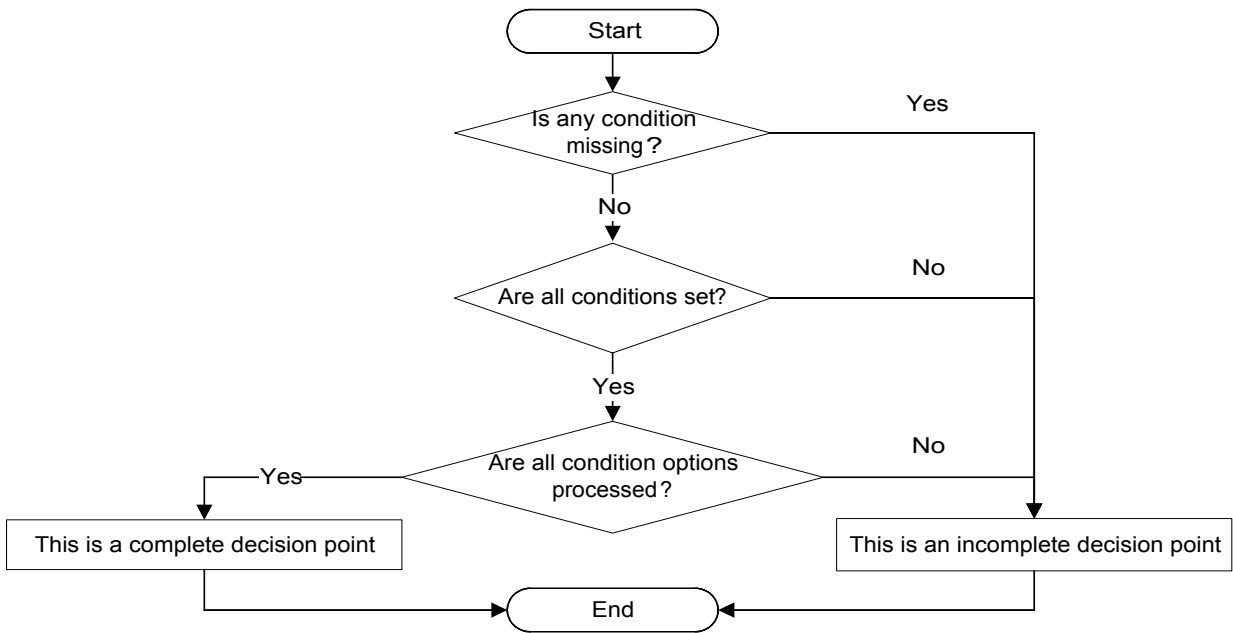 Start
Is any condition
missing？
Yes
No
Are all conditions set?
No
Yes
Are all condition options
processed？
No
Yes
This is a complete decision point
This is an incomplete decision point
End